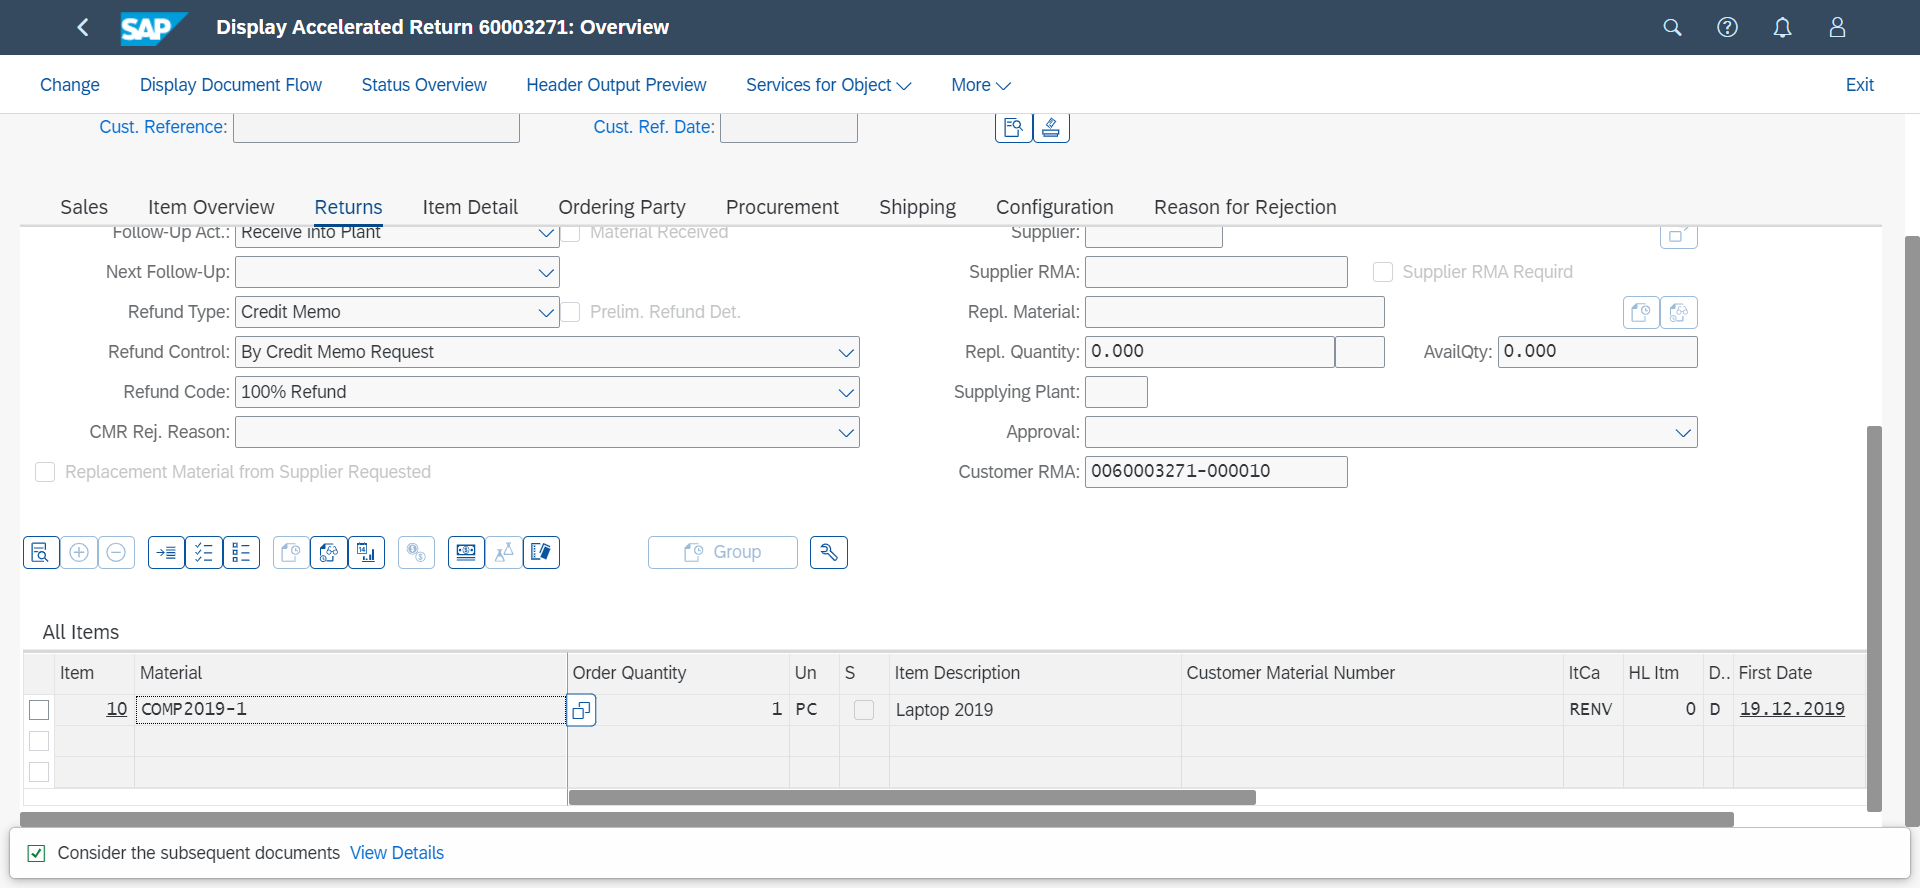 SAP Display Accelerated Return 60003271: Overview
Change Display Document Flow Status Overview Header Output Preview Services for Object More Exit
Cust. Reference: Cust. Ref. Date:
Sales Item Overview Returns Item Detail Ordering Party Procurement Shipping Configuration Reason for Rejection
Follow-Up Act.: Receive into Plant Material Received Supplier:
Next Follow-Up: Supplier RMA: Supplier RMA Requird
Refund Type: Credit Memo Prelim. Refund Det. Repl. Material:
Refund Control: By Credit Memo Request Repl. Quantity: 0.000 AvailQty: 0.000
Refund Code: 100% Refund Supplying Plant:
CMR Rej. Reason: Approval:
Replacement Material from Supplier Requested Customer RMA: 0060003271-000010
Group
All Items
Item Material Order Quantity Un S Item Description Customer Material Number ItCa HL Itm D.. First Date
10 COMP2019-1 1 PC Laptop 2019 RENV 0 D 19.12.2019
Consider the subsequent documents View Details